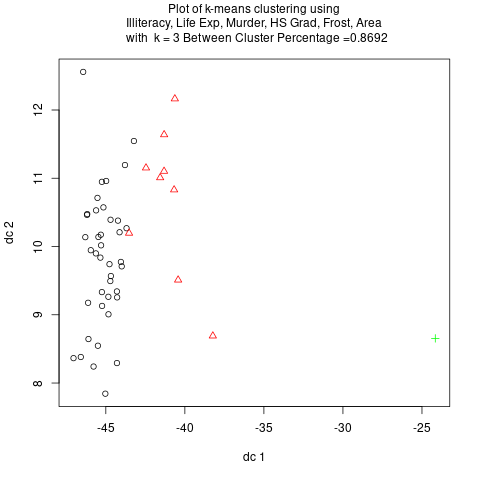 Plot of k-means clustering using
Illiteracy, Life Exp, Murder, HS Grad, Frost, Area
with k = 3 Between Cluster Percentage =0.8692
12
11
10
9
8
dc 2
-45
-40
-35
-30
-25
dc 1